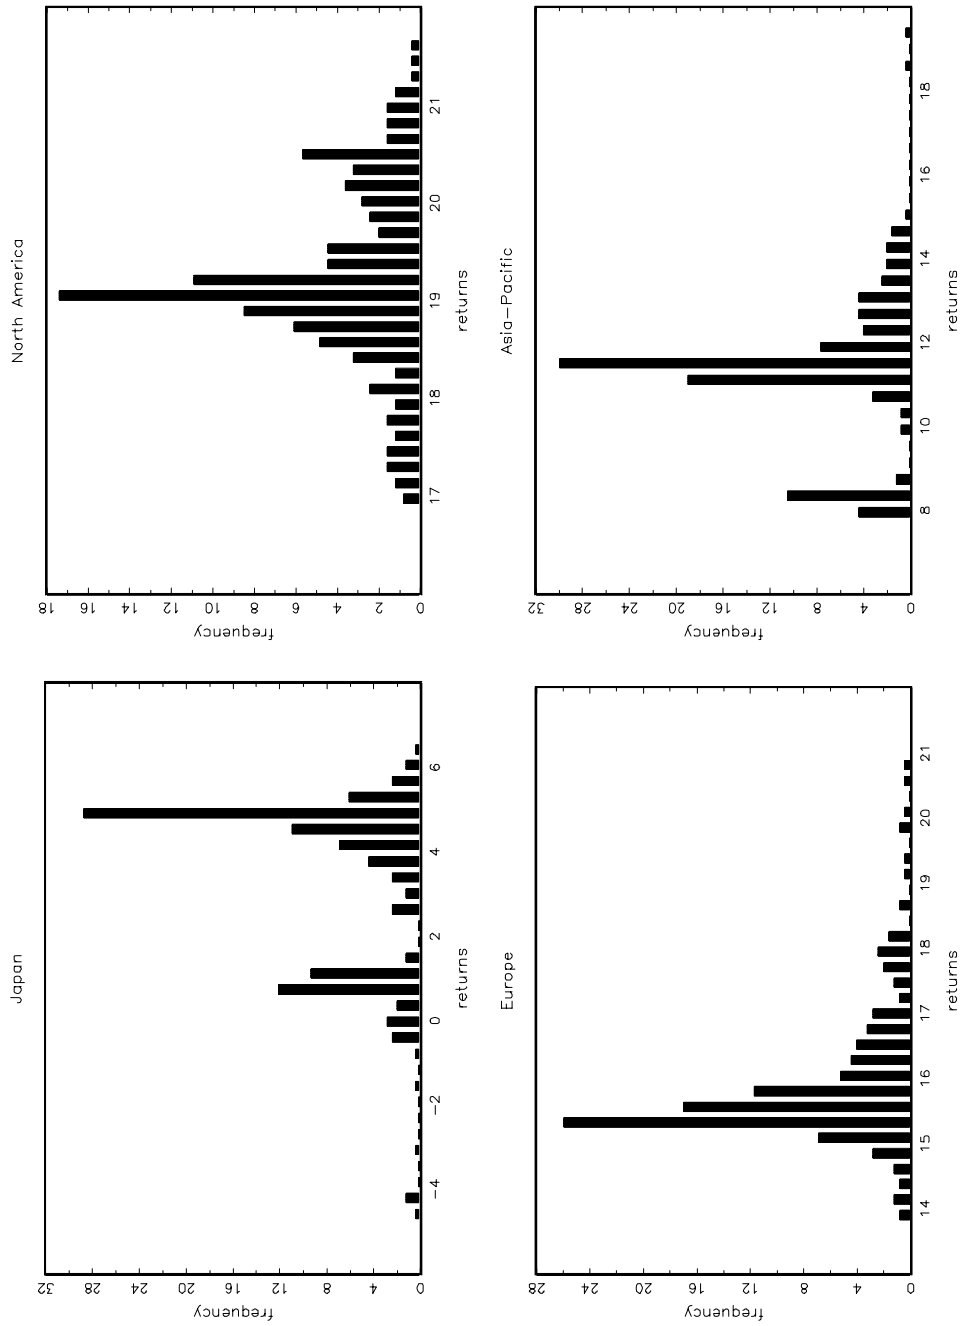 Japan
frequency
0 4 8 12 16 20 24 28 32
−4 −2 0 2 4 6
returns
North America
frequency
0 2 4 6 8 10 12 14 16 18
17 18 19 20 21
returns
Europe
frequency
0 4 8 12 16 20 24 28
14 15 16 17 18 19 20 21
returns
Asia−Pacific
frequency
0 4 8 12 16 20 24 28 32
8 10 12 14 16 18
returns